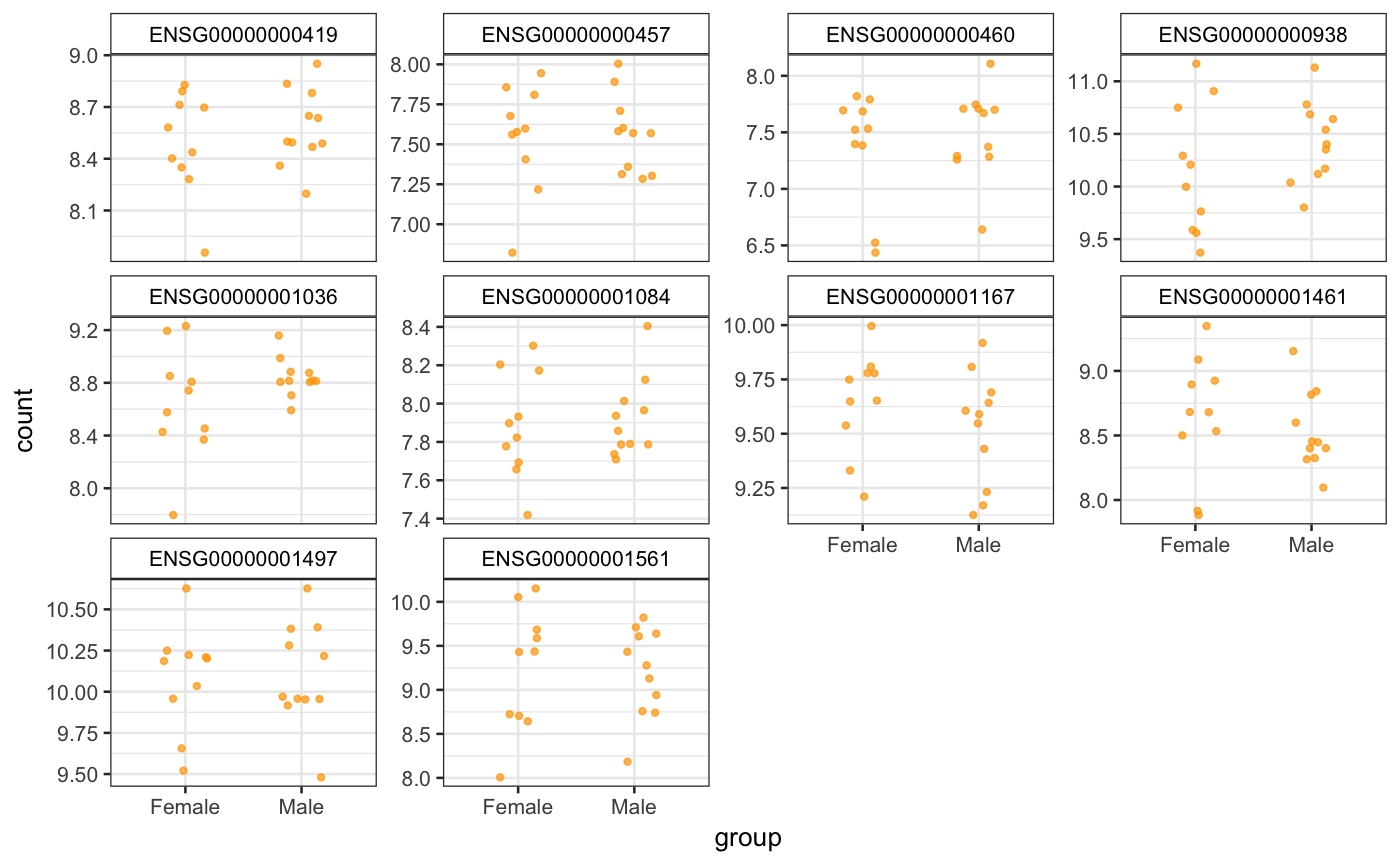 ENSG00000000419 ENSG00000000457 ENSG00000000460 ENSG00000000938
9.0 8.7 8.4 8.1
8.00 7.75 7.50 7.25 7.00
8.0 7.5 7.0 6.5
11.0 10.5 10.0 9.5
ENSG00000001036 ENSG00000001084 ENSG00000001167 ENSG00000001461
9.2 8.8 8.4 8.0
8.4 8.2 8.0 7.8 7.6 7.4
10.00 9.75 9.50 9.25
9.0 8.5 8.0
Female Male Female Male
ENSG00000001497 ENSG00000001561
10.50 10.25 10.00 9.75 9.50
10.0 9.5 9.0 8.5 8.0
Female Male Female Male
count
group